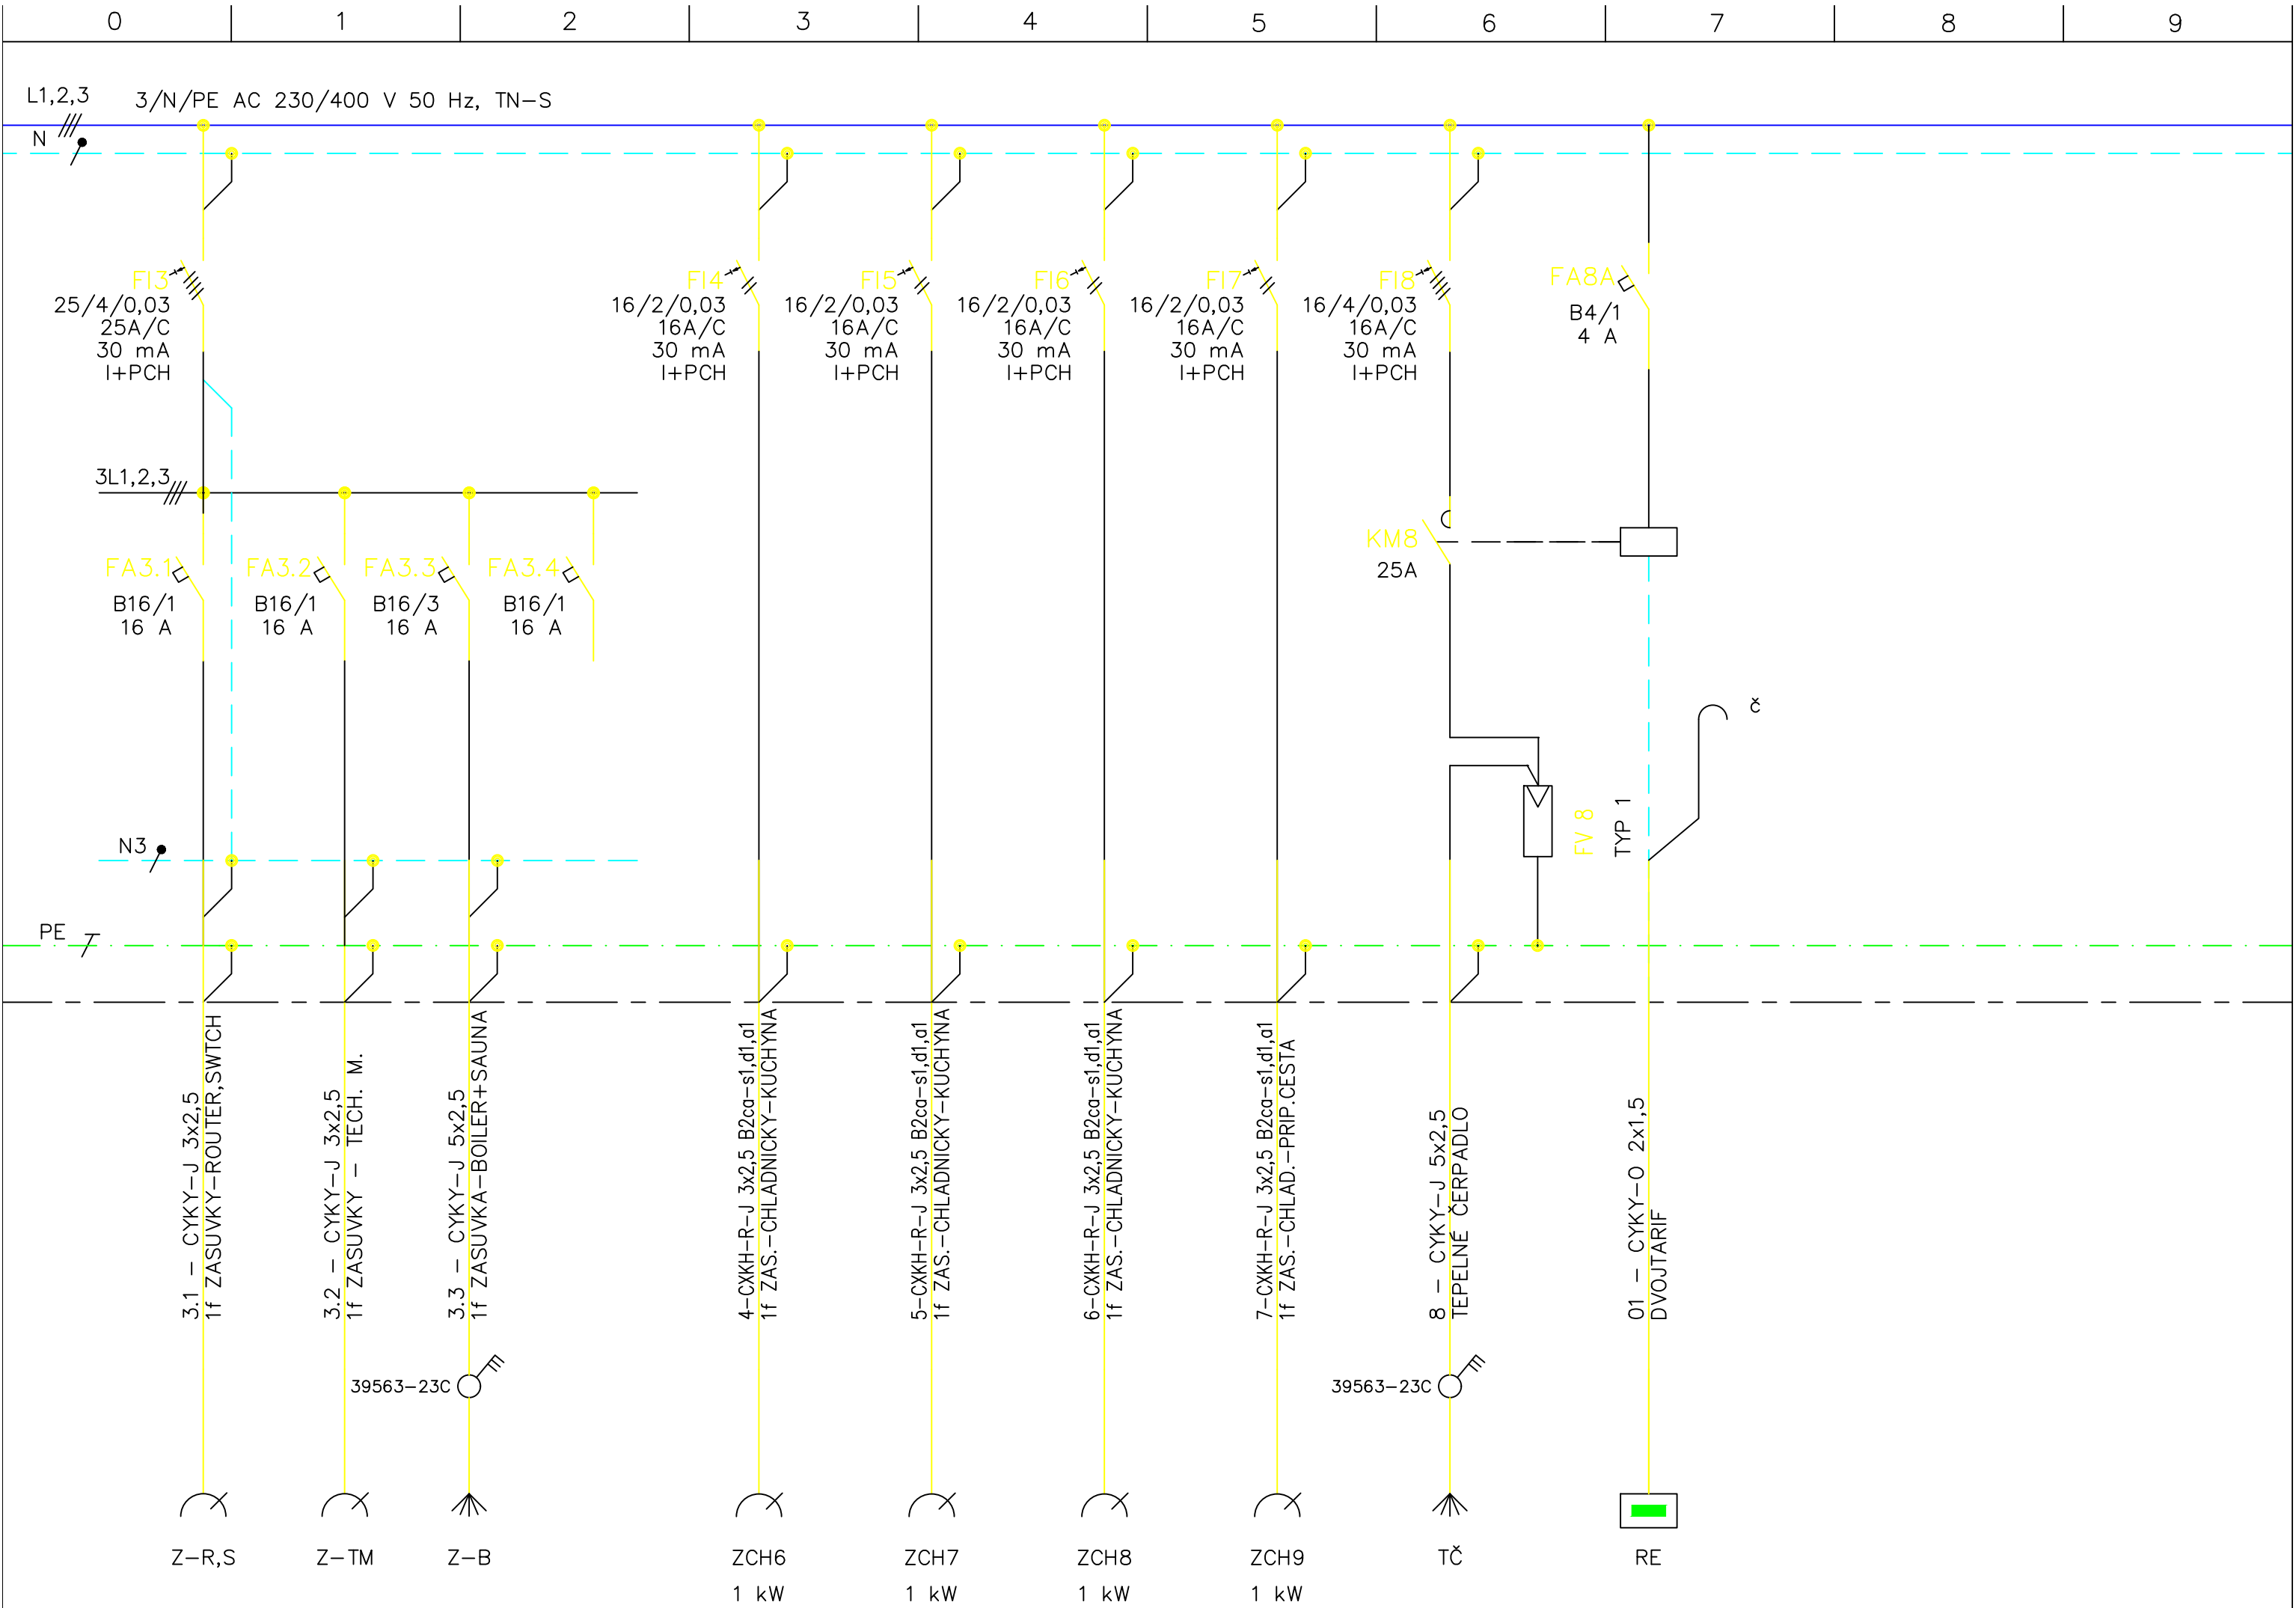 0 1 2 3 4 5 6 7 8 9
L1,2,3
3/N/PE AC 230/400 V 50 Hz, TN-S
N
FI3
25/4/0,03
25A/C
30 mA
I+PCH
FI4
16/2/0,03
16A/C
30 mA
I+PCH
FI5
16/2/0,03
16A/C
30 mA
I+PCH
FI6
16/2/0,03
16A/C
30 mA
I+PCH
FI7
16/2/0,03
16A/C
30 mA
I+PCH
FI8
16/4/0,03
16A/C
30 mA
I+PCH
FA8A
B4/1
4 A
3L1,2,3
FA3.1
B16/1
16 A
FA3.2
B16/1
16 A
FA3.3
B16/3
16 A
FA3.4
B16/1
16 A
KM8
25A
č
FV 8
TYP 1
N3
PE
3.1 - CYKY-J 3x2,5
1f ZASUVKY-ROUTER,SWTCH
3.2 - CYKY-J 3x2,5
1f ZASUVKY - TECH. M.
3.3 - CYKY-J 5x2,5
1f ZASUVKA-BOILER+SAUNA
4-CXKH-R-J 3x2,5 B2ca-s1,d1,a1
1f ZAS.-CHLADNICKY-KUCHYNA
5-CXKH-R-J 3x2,5 B2ca-s1,d1,a1
1f ZAS.-CHLADNICKY-KUCHYNA
6-CXKH-R-J 3x2,5 B2ca-s1,d1,a1
1f ZAS.-CHLADNICKY-KUCHYNA
7-CXKH-R-J 3x2,5 B2ca-s1,d1,a1
1f ZAS.-CHLAD.-PRIP.CESTA
8 - CYKY-J 5x2,5
TEPELNÉ ČERPADLO
01 - CYKY-O 2x1,5
DVOJTARIF
39563-23C
39563-23C
Z-R,S
Z-TM
Z-B
ZCH6
1 kW
ZCH7
1 kW
ZCH8
1 kW
ZCH9
1 kW
TČ
RE